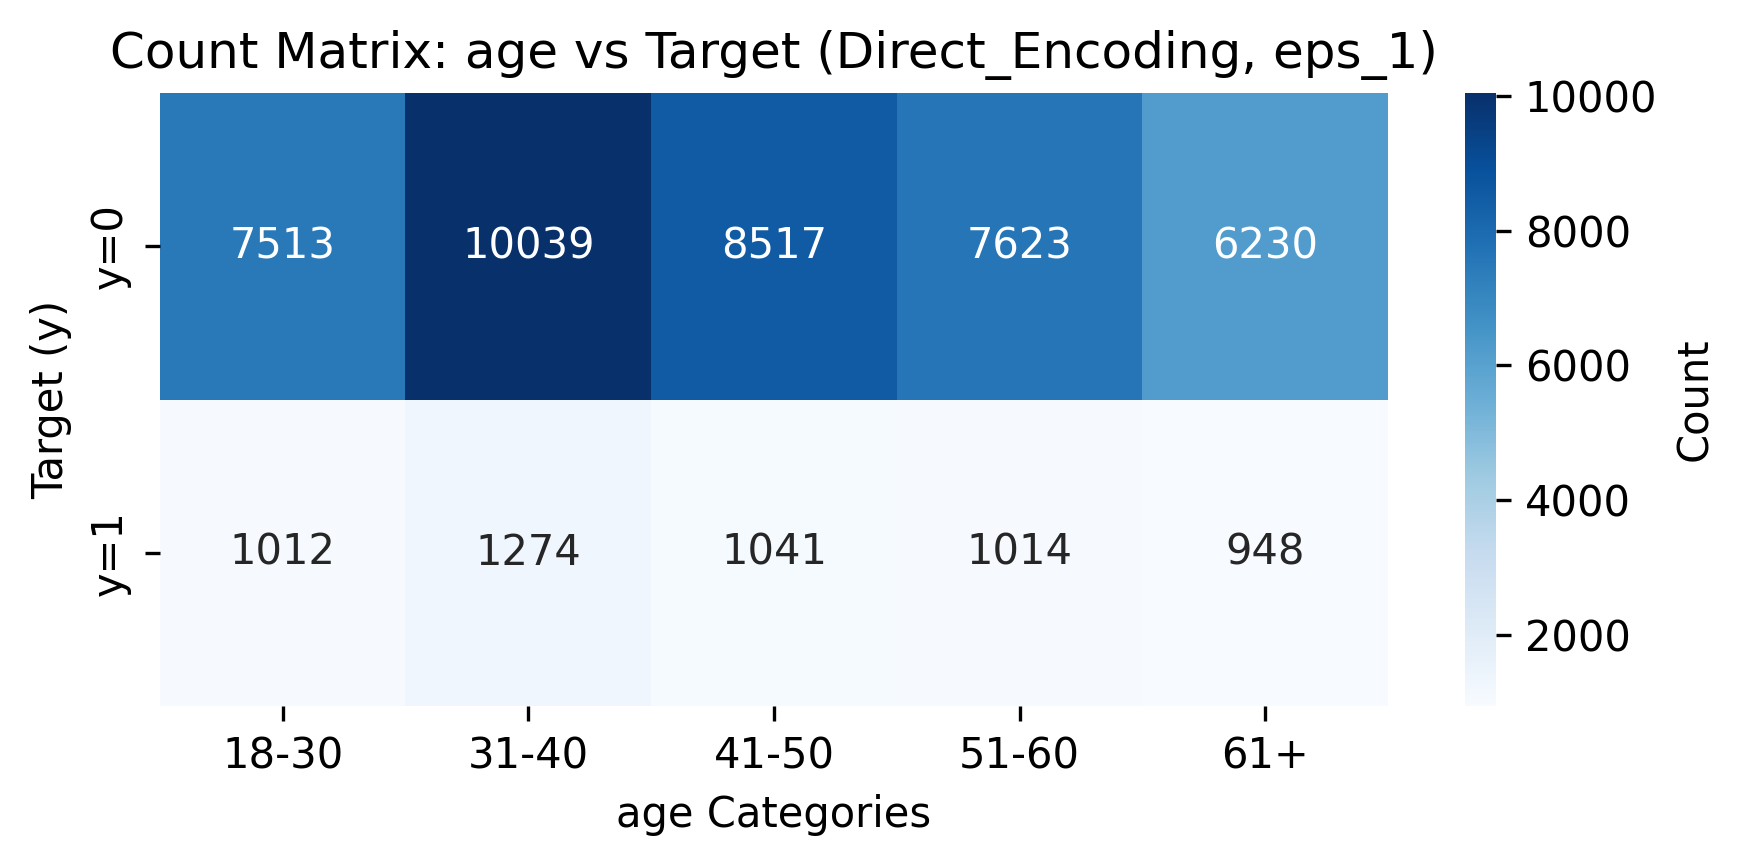 Count Matrix: age vs Target (Direct_Encoding, eps_1)
Target (y)
y=0
7513 10039 8517 7623 6230
y=1
1012 1274 1041 1014 948
18-30 31-40 41-50 51-60 61+
age Categories
10000
8000
6000
4000
2000
Count